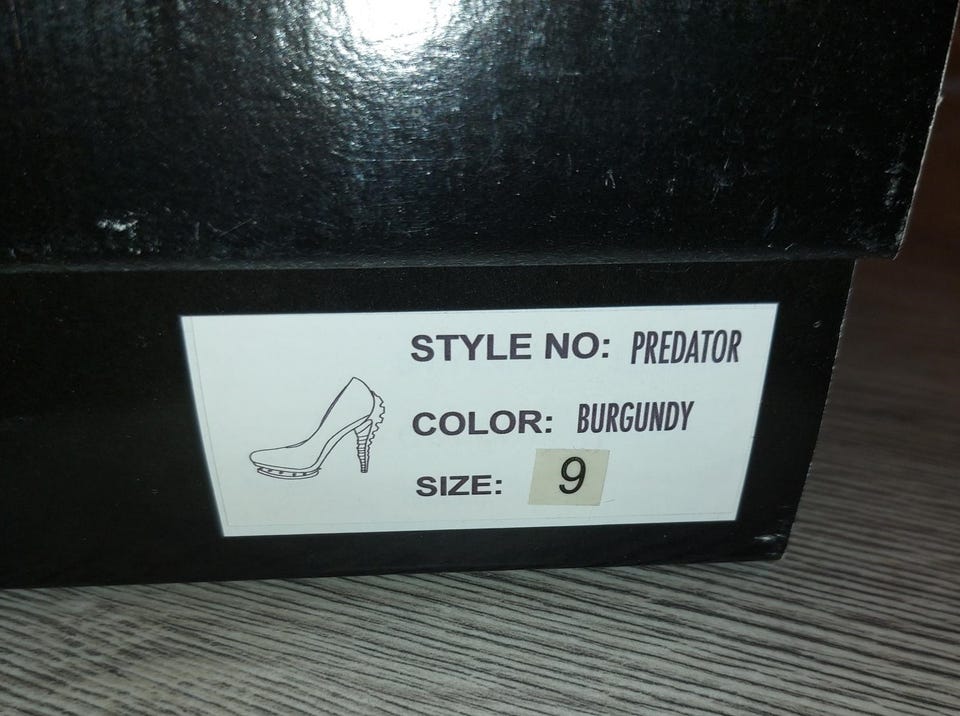 STYLE NO: PREDATOR
COLOR: BURGUNDY
SIZE: 9